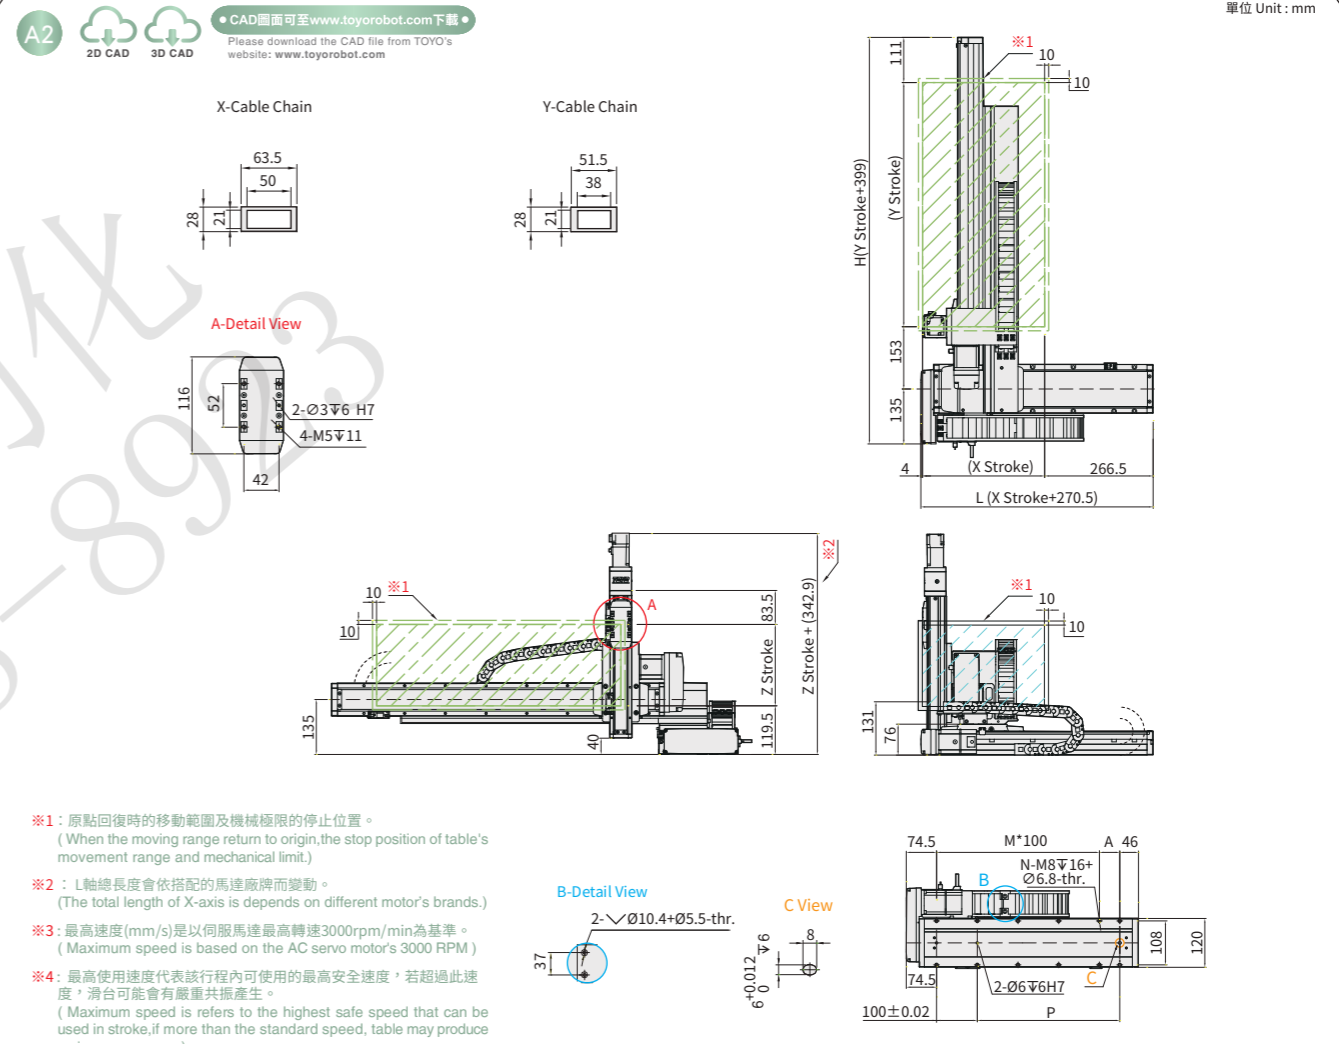 A2
2D CAD
3D CAD
● CAD圖面可至www.toyorobot.com下載 ●
Please download the CAD file from TOYO's
website: www.toyorobot.com
單位 Unit : mm
X-Cable Chain
63.5
50
28
21
Y-Cable Chain
51.5
38
28
21
A-Detail View
116
52
2-Ø3↧6 H7
4-M5↧11
42
※1
10
10
111
H(Y Stroke+399)
(Y Stroke)
153
135
4
(X Stroke)
266.5
L (X Stroke+270.5)
※1
10
10
A
※2
83.5
Z Stroke
Z Stroke + (342.9)
119.5
135
40
※1
10
10
131
76
※1 : 原點回復時的移動範圍及機械極限的停止位置。
( When the moving range return to origin,the stop position of table's
movement range and mechanical limit.)
※2 : L軸總長度會依搭配的馬達廠牌而變動。
(The total length of X-axis is depends on different motor's brands.)
※3 : 最高速度(mm/s)是以伺服馬達最高轉速3000rpm/min為基準。
( Maximum speed is based on the AC servo motor's 3000 RPM )
※4 : 最高使用速度代表該行程內可使用的最高安全速度，若超過此速
度，滑台可能會有嚴重共振產生。
( Maximum speed is refers to the highest safe speed that can be
used in stroke,if more than the standard speed, table may produce
B-Detail View
2-⌵Ø10.4+Ø5.5-thr.
37
C View
8
6+0.012 0 ↧6
74.5
M*100
A
46
N-M8↧16+
Ø6.8-thr.
B
C
108
120
74.5
2-Ø6↧6H7
100±0.02
P
8923